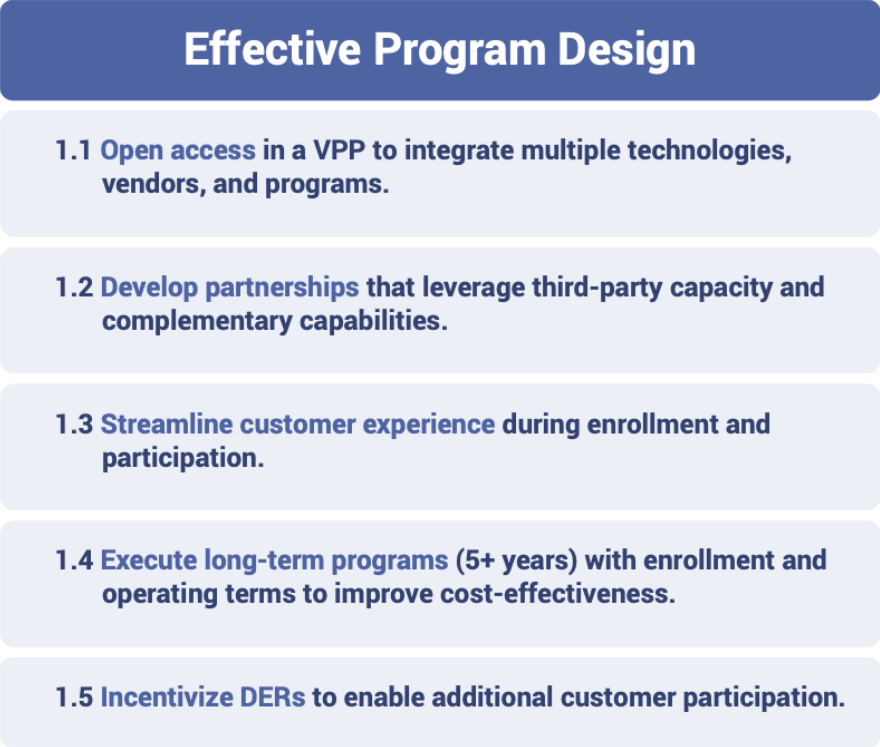 Effective Program Design
1.1 Open access in a VPP to integrate multiple technologies,
vendors, and programs.
1.2 Develop partnerships that leverage third-party capacity and
complementary capabilities.
1.3 Streamline customer experience during enrollment and
participation.
1.4 Execute long-term programs (5+ years) with enrollment and
operating terms to improve cost-effectiveness.
1.5 Incentivize DERs to enable additional customer participation.